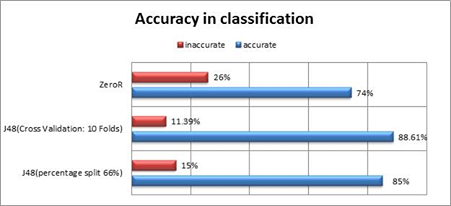 Accuracy in classification
inaccurate accurate
ZeroR 26%
74%
J48(Cross Validation: 10 Folds) 11.39%
88.61%
J48(percentage split 66%) 15%
85%